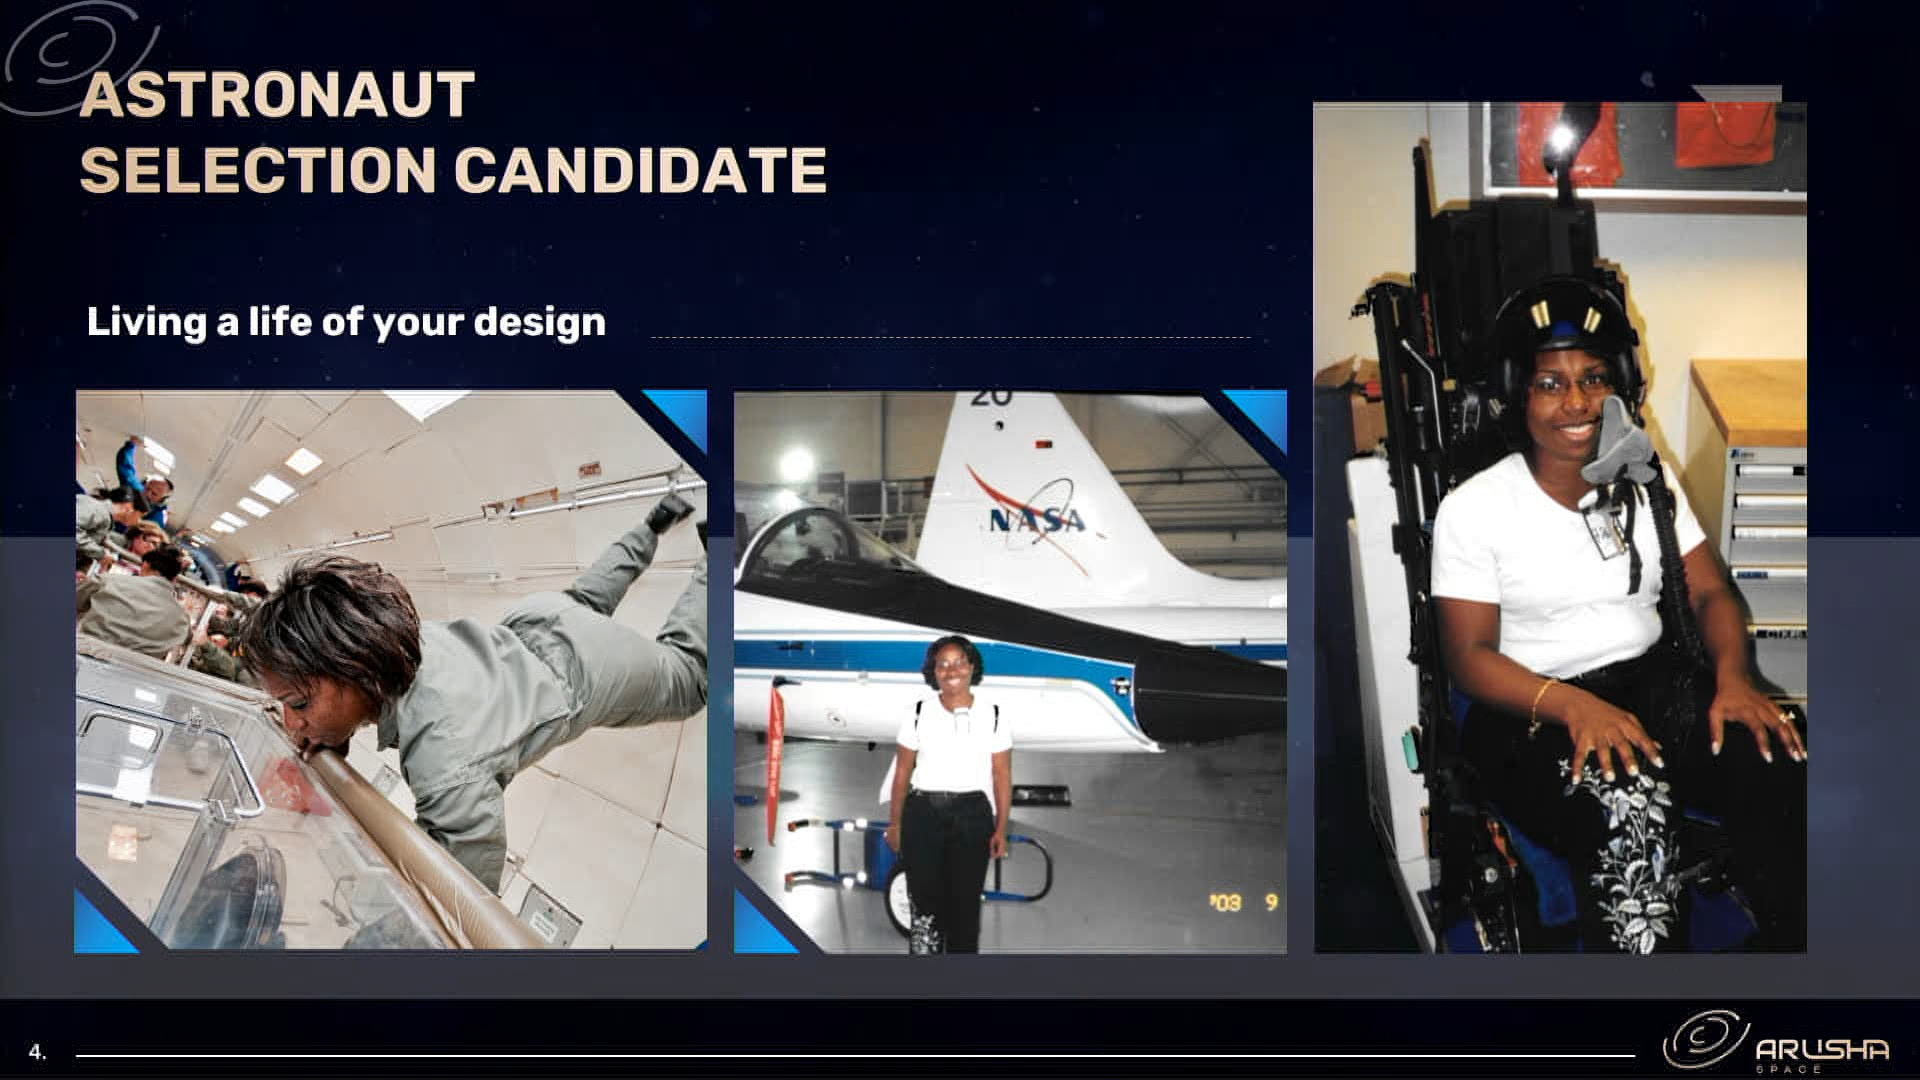 ASTRONAUT
SELECTION CANDIDATE
Living a life of your design
20
NASA
'03 9
4.
ARUSHA
SPACE